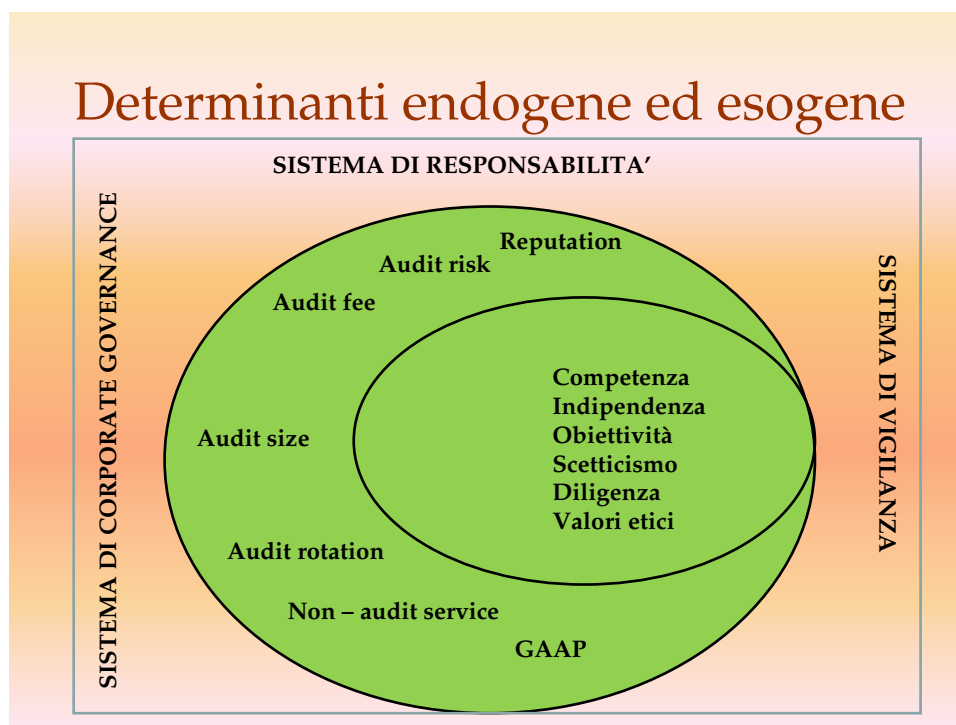 Determinanti endogene ed esogene
SISTEMA DI RESPONSABILITA’
SISTEMA DI CORPORATE GOVERNANCE
Reputation
Audit risk
Audit fee
Audit size
Audit rotation
Non – audit service
GAAP
Competenza
Indipendenza
Obiettività
Scetticismo
Diligenza
Valori etici
SISTEMA DI VIGILANZA